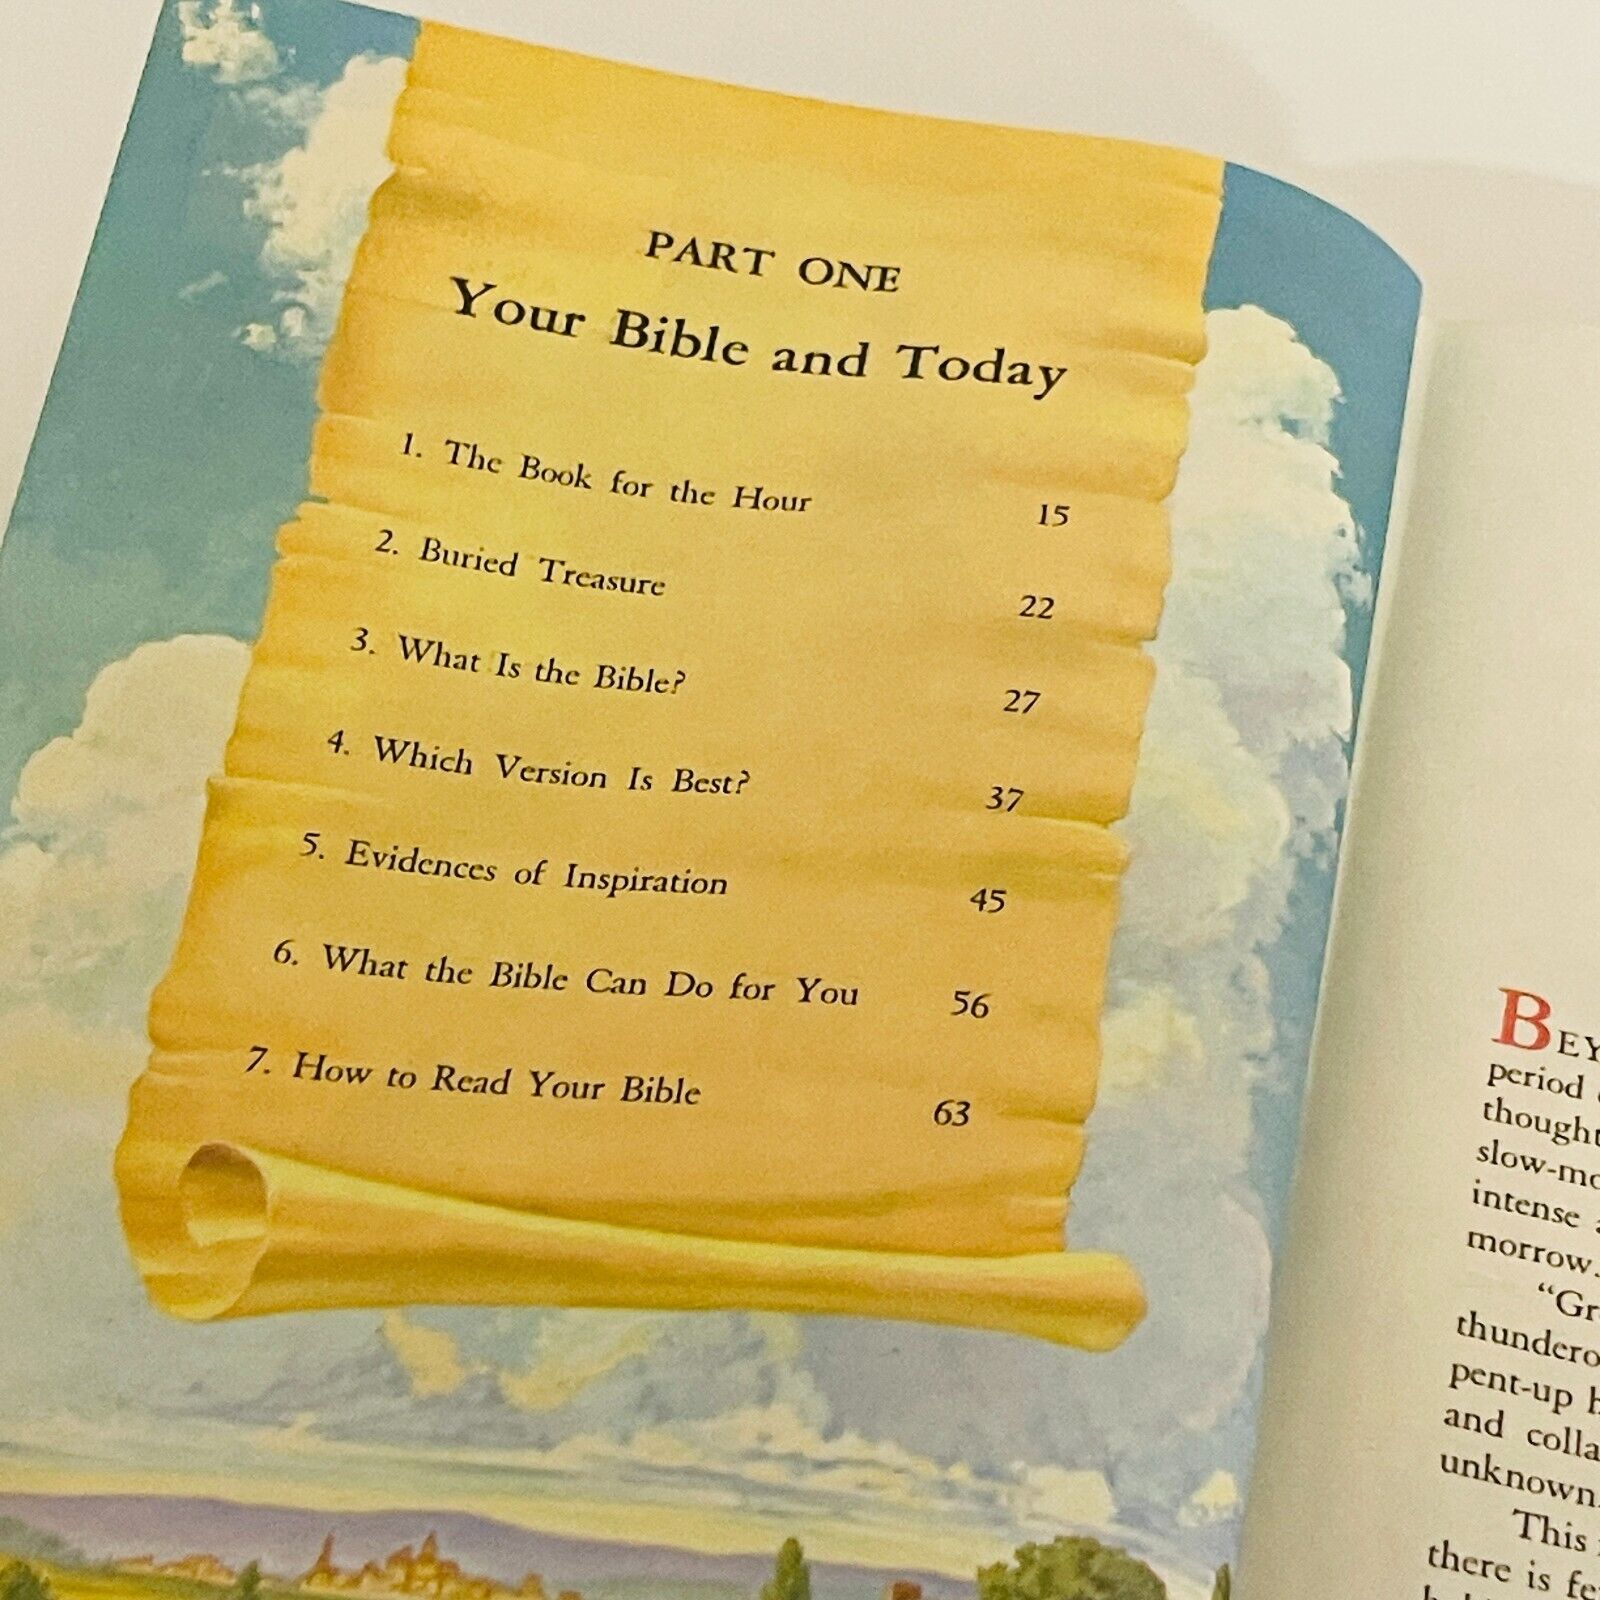 PART ONE
Your Bible and Today
1. The Book for the Hour 15
2. Buried Treasure 22
3. What Is the Bible? 27
4. Which Version Is Best? 37
5. Evidences of Inspiration 45
6. What the Bible Can Do for You 56
7. How to Read Your Bible 63
period
thought
slow-mo
intense
morrow.
"Gr
thundero
pent-up
and colla
unknown.
This
there is fe